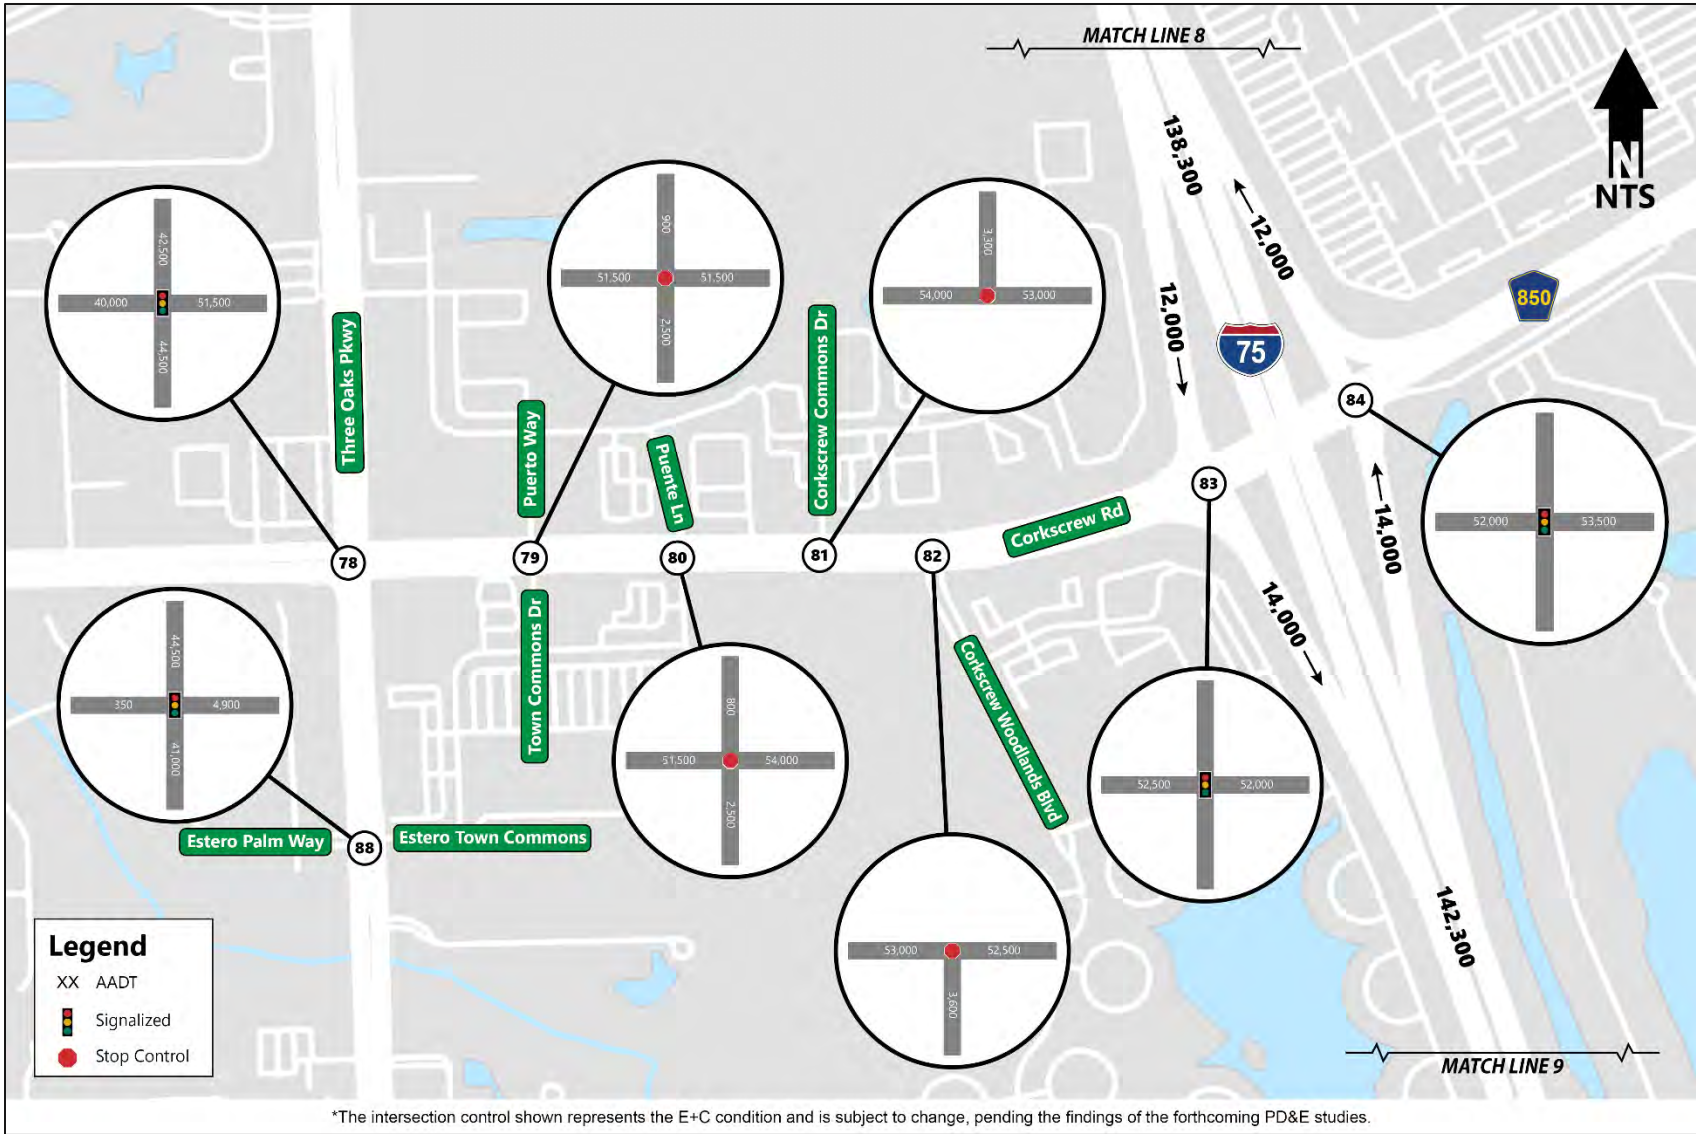 MATCH LINE 8
N
NTS
138,300
12,000
12,000
850
75
42,500
40,000
51,500
44,500
900
51,500
51,500
2,500
3,300
54,000
53,000
Three Oaks Pkwy
Puerto Way
Puente Ln
Corkscrew Commons Dr
Corkscrew Rd
84
52,000
53,500
14,000
14,000
83
78
79
80
81
82
Town Commons Dr
Corkscrew Woodlands Blvd
44,500
350
4,900
41,000
800
51,500
54,000
2,500
52,500
52,000
Estero Palm Way
88
Estero Town Commons
53,000
52,500
3,600
142,300
Legend
XX AADT
Signalized
Stop Control
MATCH LINE 9
*The intersection control shown represents the E+C condition and is subject to change, pending the findings of the forthcoming PD&E studies.